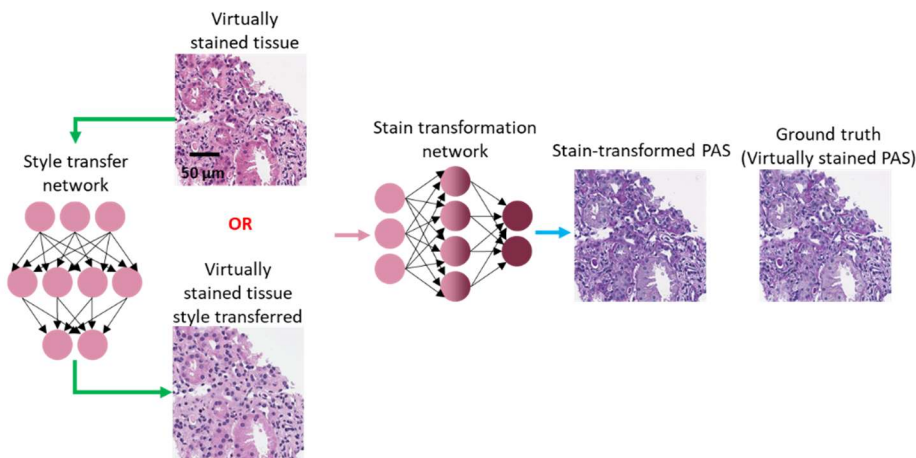 Virtually
stained tissue
50 µm
Style transfer
network
OR
Virtually
stained tissue
style transferred
Stain transformation
network
Stain-transformed PAS
Ground truth
(Virtually stained PAS)